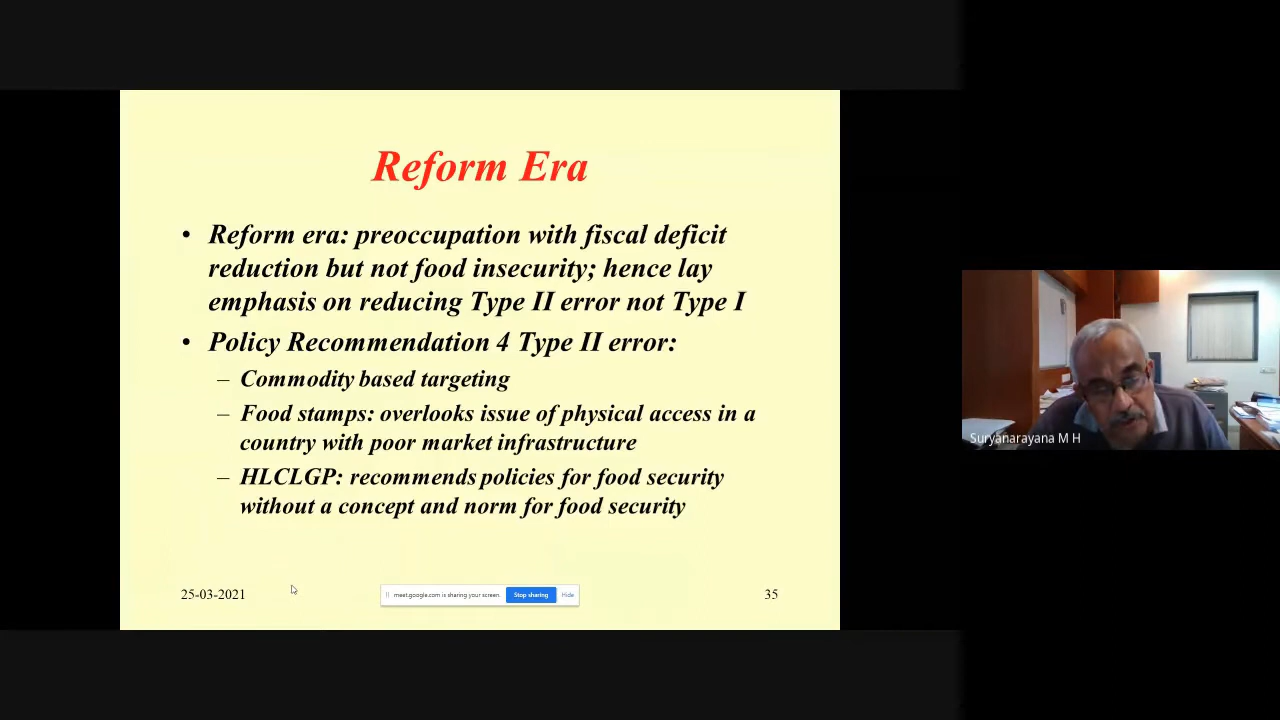 Reform Era
• Reform era: preoccupation with fiscal deficit
reduction but not food insecurity; hence lay
emphasis on reducing Type II error not Type I
• Policy Recommendation 4 Type II error:
– Commodity based targeting
– Food stamps: overlooks issue of physical access in a
country with poor market infrastructure
– HLCLGP: recommends policies for food security
without a concept and norm for food security
25-03-2021
meet.google.com is sharing your screen.
Stop sharing
Hide
35
Suryanarayana M H